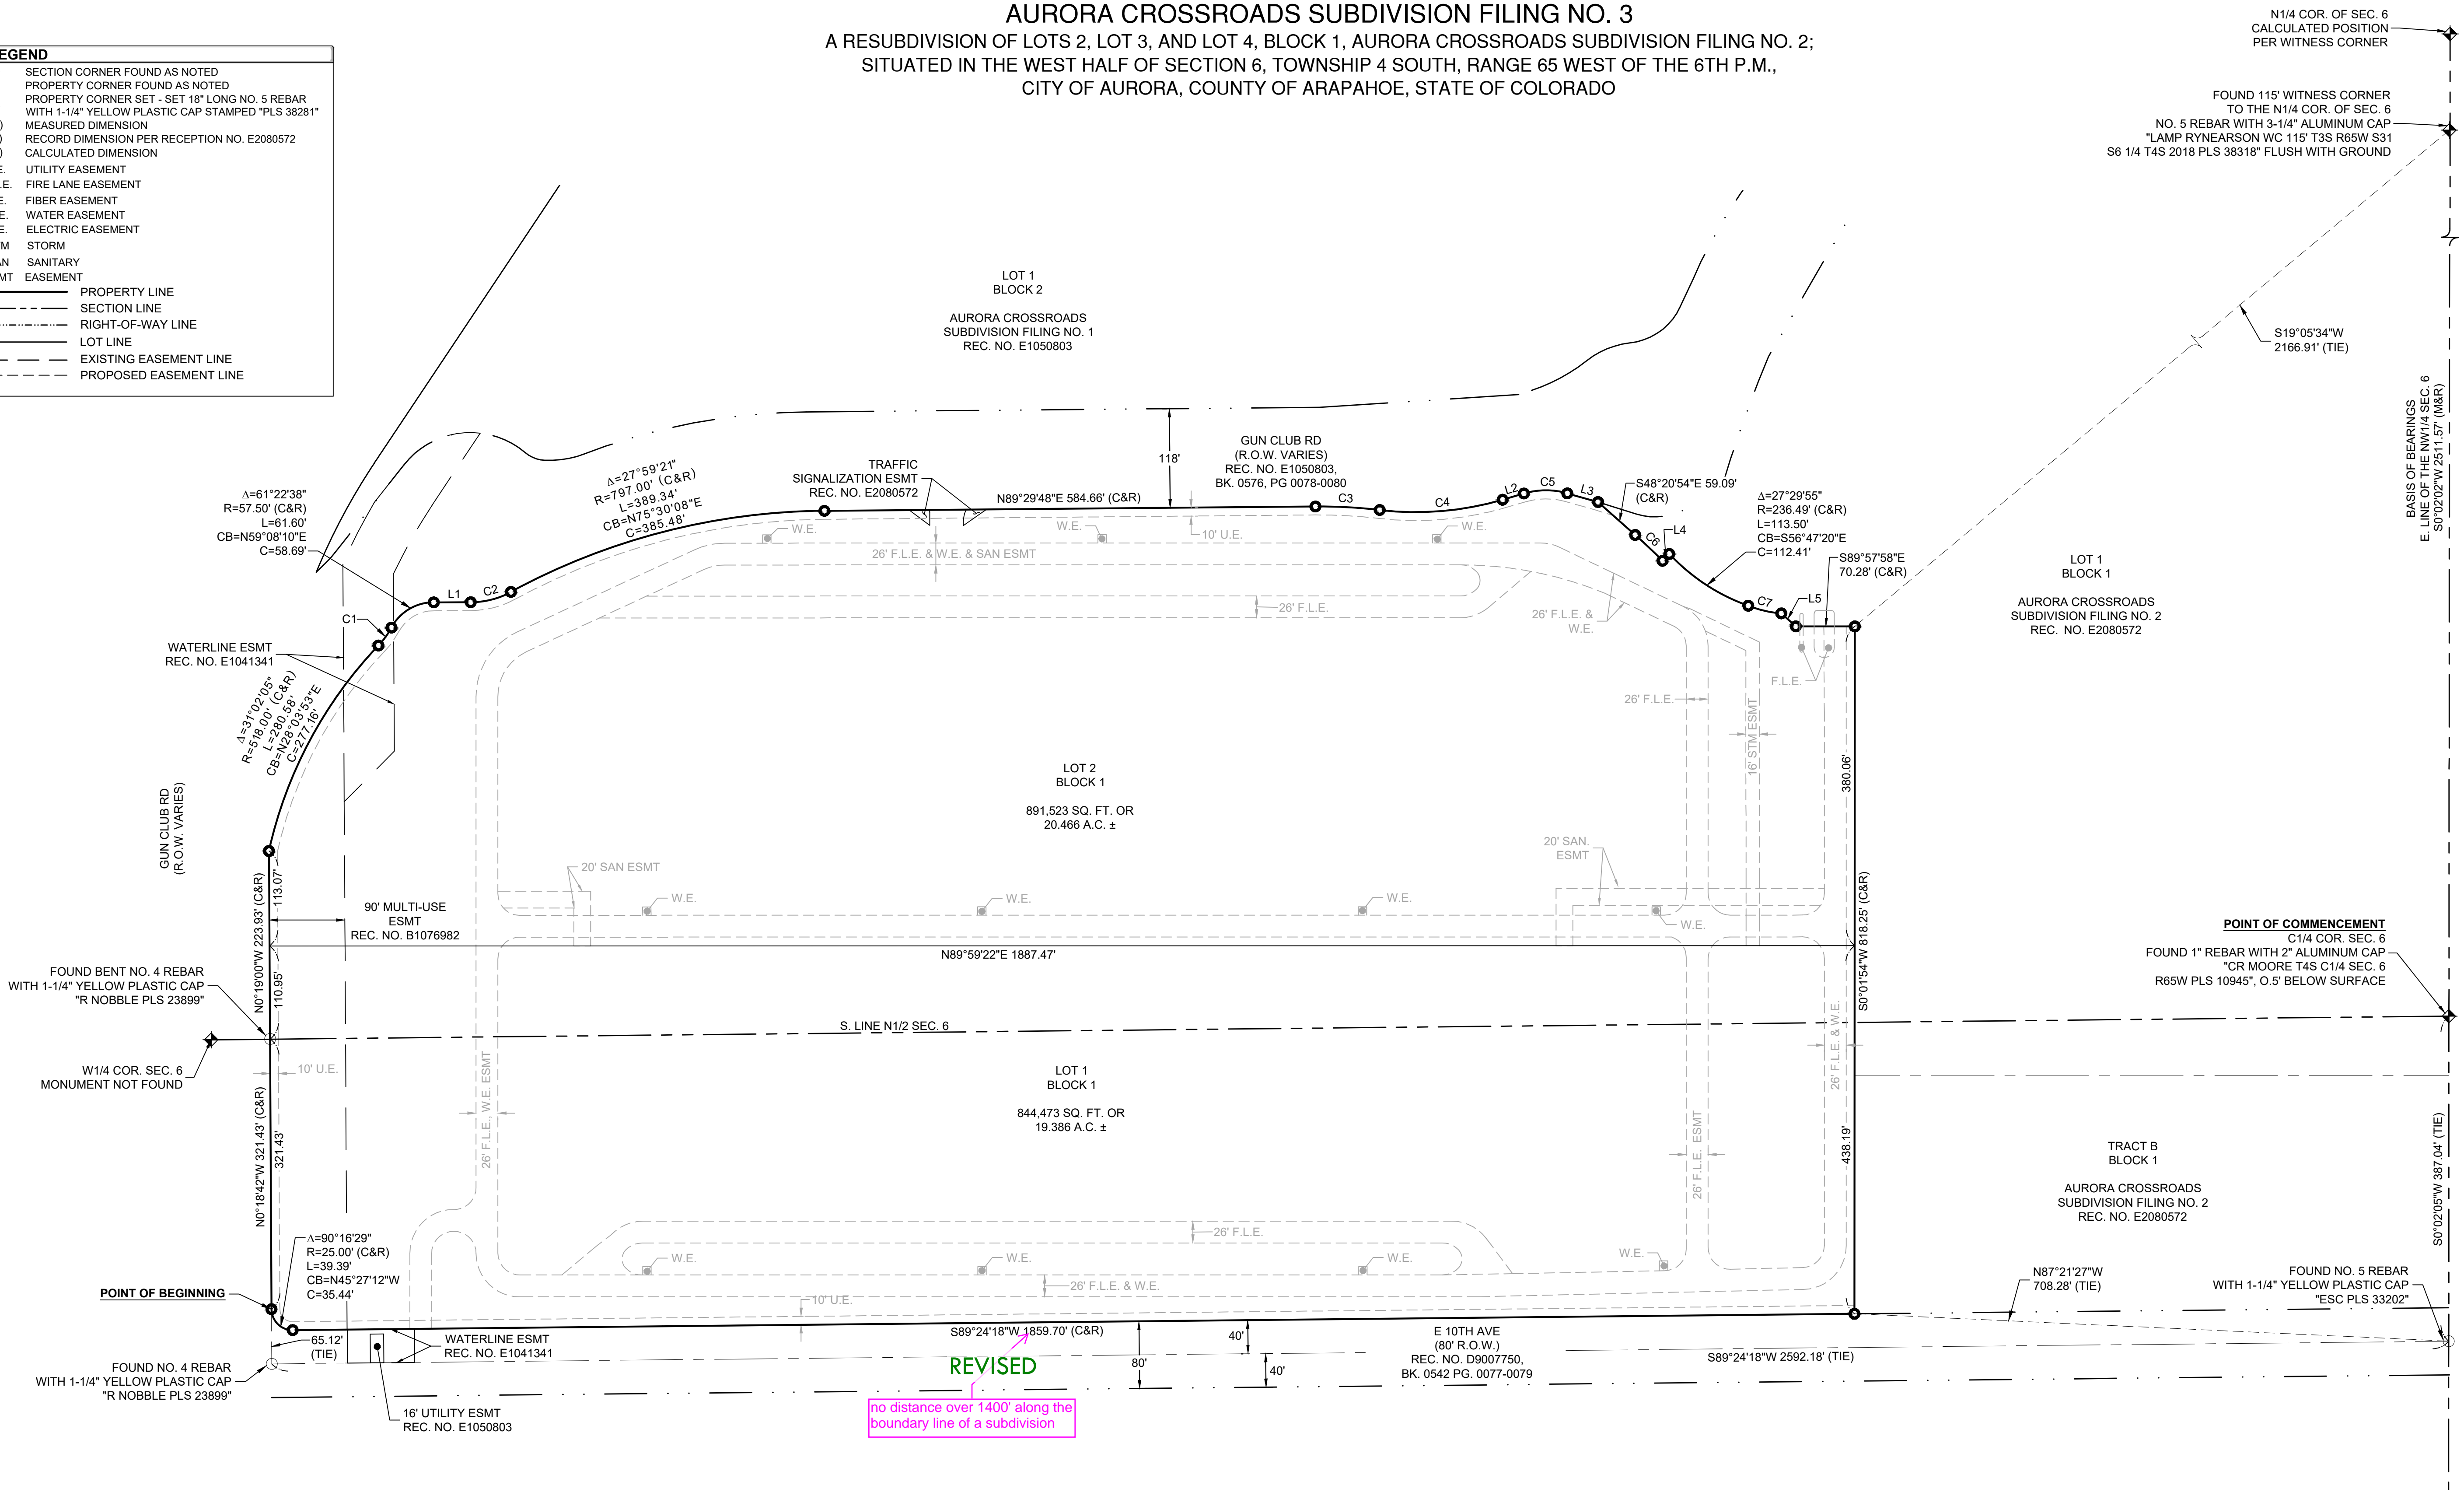 AURORA CROSSROADS SUBDIVISION FILING NO. 3
A RESUBDIVISION OF LOTS 2, LOT 3, AND LOT 4, BLOCK 1, AURORA CROSSROADS SUBDIVISION FILING NO. 2;
SITUATED IN THE WEST HALF OF SECTION 6, TOWNSHIP 4 SOUTH, RANGE 65 WEST OF THE 6TH P.M.,
CITY OF AURORA, COUNTY OF ARAPAHOE, STATE OF COLORADO
EGEND
SECTION CORNER FOUND AS NOTED
PROPERTY CORNER FOUND AS NOTED
PROPERTY CORNER SET - SET 18" LONG NO. 5 REBAR
WITH 1-1/4" YELLOW PLASTIC CAP STAMPED "PLS 38281"
) MEASURED DIMENSION
) RECORD DIMENSION PER RECEPTION NO. E2080572
) CALCULATED DIMENSION
E. UTILITY EASEMENT
.E. FIRE LANE EASEMENT
E. FIBER EASEMENT
E. WATER EASEMENT
E. ELECTRIC EASEMENT
M STORM
AN SANITARY
MT EASEMENT
PROPERTY LINE
SECTION LINE
RIGHT-OF-WAY LINE
LOT LINE
EXISTING EASEMENT LINE
PROPOSED EASEMENT LINE
N1/4 COR. OF SEC. 6
CALCULATED POSITION
PER WITNESS CORNER
FOUND 115' WITNESS CORNER
TO THE N1/4 COR. OF SEC. 6
NO. 5 REBAR WITH 3-1/4" ALUMINUM CAP
"LAMP RYNEARSON WC 115' T3S R65W S31
S6 1/4 T4S 2018 PLS 38318" FLUSH WITH GROUND
S19°05'34"W
2166.91' (TIE)
BASIS OF BEARINGS
E. LINE OF THE NW1/4 SEC. 6
S0°02'02"W 2511.57' (M&R)
LOT 1
BLOCK 2
AURORA CROSSROADS
SUBDIVISION FILING NO. 1
REC. NO. E1050803
118'
GUN CLUB RD
(R.O.W. VARIES)
REC. NO. E1050803,
BK. 0576, PG 0078-0080
TRAFFIC
SIGNALIZATION ESMT
REC. NO. E2080572
N89°29'48"E 584.66' (C&R)
Δ=27°59'21"
R=797.00' (C&R)
L=389.34'
CB=N75°30'08"E
C=385.48'
Δ=61°22'38"
R=57.50' (C&R)
L=61.60'
CB=N59°08'10"E
C=58.69'
C1
L1
C2
C3
C4
L2
C5
L3
S48°20'54"E 59.09'
(C&R)
C6
L4
Δ=27°29'55"
R=236.49' (C&R)
L=113.50'
CB=S56°47'20"E
C=112.41'
C7
L5
S89°57'58"E
70.28' (C&R)
LOT 1
BLOCK 1
AURORA CROSSROADS
SUBDIVISION FILING NO. 2
REC. NO. E2080572
W.E.
W.E.
W.E.
10' U.E.
26' F.L.E. & W.E. & SAN ESMT
26' F.L.E.
26' F.L.E. &
W.E.
26' F.L.E.
F.L.E.
16' STM ESMT
WATERLINE ESMT
REC. NO. E1041341
Δ=31°02'05"
R=518.00' (C&R)
L=280.58'
CB=N28°03'53"E
C=277.16'
GUN CLUB RD
(R.O.W. VARIES)
LOT 2
BLOCK 1
891,523 SQ. FT. OR
20.466 A.C. ±
380.06'
S0°01'54"W 818.25' (C&R)
20' SAN ESMT
20' SAN.
ESMT
W.E.
W.E.
W.E.
W.E.
N0°19'00"W 223.93' (C&R)
113.07'
110.95'
90' MULTI-USE
ESMT
REC. NO. B1076982
N89°59'22"E 1887.47'
POINT OF COMMENCEMENT
C1/4 COR. SEC. 6
FOUND 1" REBAR WITH 2" ALUMINUM CAP
"CR MOORE T4S C1/4 SEC. 6
R65W PLS 10945", O.5' BELOW SURFACE
FOUND BENT NO. 4 REBAR
WITH 1-1/4" YELLOW PLASTIC CAP
"R NOBBLE PLS 23899"
S. LINE N1/2 SEC. 6
W1/4 COR. SEC. 6
MONUMENT NOT FOUND
10' U.E.
LOT 1
BLOCK 1
844,473 SQ. FT. OR
19.386 A.C. ±
26' F.L.E., W.E. ESMT
26' F.L.E. ESMT
26' F.L.E. & W.E.
438.19'
N0°18'42"W 321.43' (C&R)
321.43'
TRACT B
BLOCK 1
AURORA CROSSROADS
SUBDIVISION FILING NO. 2
REC. NO. E2080572
S0°02'05"W 387.04' (TIE)
Δ=90°16'29"
R=25.00' (C&R)
L=39.39'
CB=N45°27'12"W
C=35.44'
POINT OF BEGINNING
26' F.L.E.
W.E.
W.E.
W.E.
W.E.
26' F.L.E. & W.E.
10' U.E.
N87°21'27"W
708.28' (TIE)
FOUND NO. 5 REBAR
WITH 1-1/4" YELLOW PLASTIC CAP
"ESC PLS 33202"
65.12'
(TIE)
WATERLINE ESMT
REC. NO. E1041341
S89°24'18"W 1859.70' (C&R)
40'
80'
40'
E 10TH AVE
(80' R.O.W.)
REC. NO. D9007750,
BK. 0542 PG. 0077-0079
S89°24'18"W 2592.18' (TIE)
FOUND NO. 4 REBAR
WITH 1-1/4" YELLOW PLASTIC CAP
"R NOBBLE PLS 23899"
REVISED
no distance over 1400' along the
boundary line of a subdivision
16' UTILITY ESMT
REC. NO. E1050803